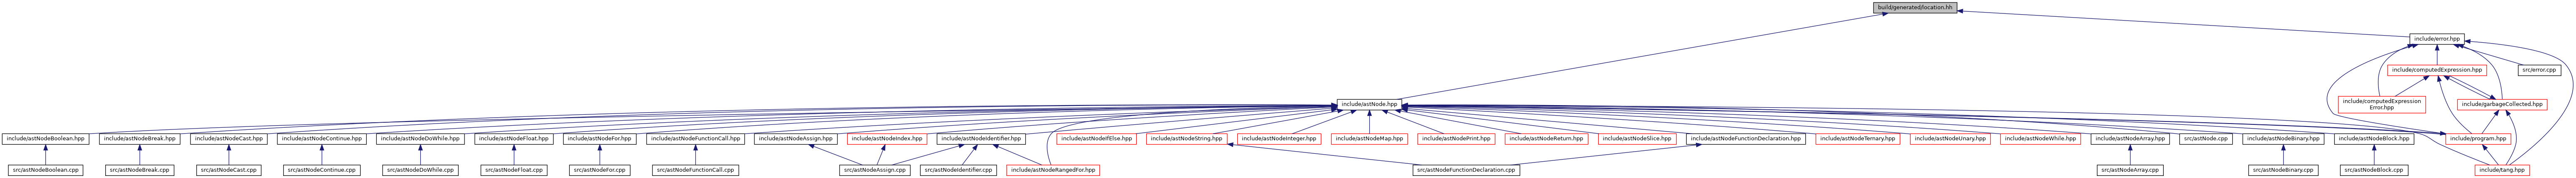 build/generated/location.hh
include/error.hpp
include/computedExpression.hpp
src/error.cpp
include/astNode.hpp
include/computedExpression
Error.hpp
include/garbageCollected.hpp
include/astNodeBoolean.hpp
include/astNodeBreak.hpp
include/astNodeCast.hpp
include/astNodeContinue.hpp
include/astNodeDoWhile.hpp
include/astNodeFloat.hpp
include/astNodeFor.hpp
include/astNodeFunctionCall.hpp
include/astNodeAssign.hpp
include/astNodeIndex.hpp
include/astNodeIdentifier.hpp
include/astNodeIfElse.hpp
include/astNodeString.hpp
include/astNodeInteger.hpp
include/astNodeMap.hpp
include/astNodePrint.hpp
include/astNodeReturn.hpp
include/astNodeSlice.hpp
include/astNodeFunctionDeclaration.hpp
include/astNodeTernary.hpp
include/astNodeUnary.hpp
include/astNodeWhile.hpp
include/astNodeArray.hpp
src/astNode.cpp
include/astNodeBinary.hpp
include/astNodeBlock.hpp
include/program.hpp
src/astNodeBoolean.cpp
src/astNodeBreak.cpp
src/astNodeCast.cpp
src/astNodeContinue.cpp
src/astNodeDoWhile.cpp
src/astNodeFloat.cpp
src/astNodeFor.cpp
src/astNodeFunctionCall.cpp
src/astNodeAssign.cpp
src/astNodeIdentifier.cpp
include/astNodeRangedFor.hpp
src/astNodeFunctionDeclaration.cpp
src/astNodeArray.cpp
src/astNodeBinary.cpp
src/astNodeBlock.cpp
include/tang.hpp